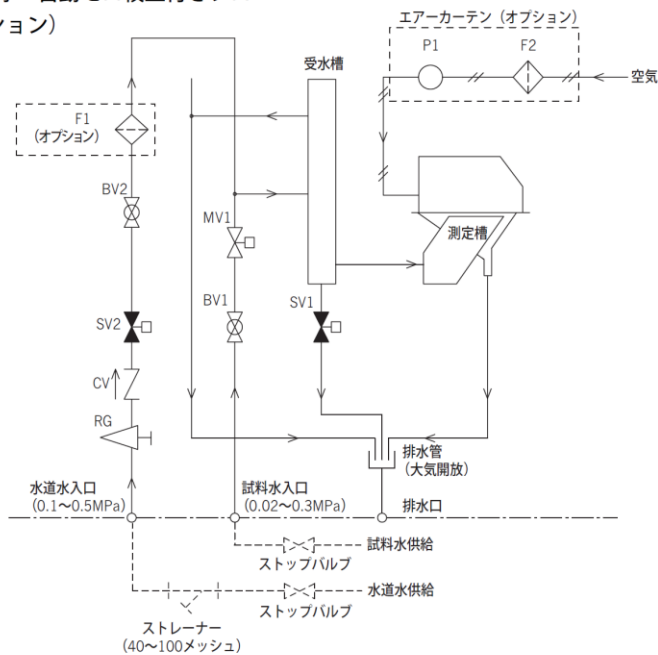 ション）
エアーカーテン（オプション）
P1
F2
空気
受水槽
F1
（オプション）
BV2
MV1
測定槽
BV1
SV1
SV2
CV
RG
排水管
（大気開放）
水道水入口
（0.1〜0.5MPa）
試料水入口
（0.02〜0.3MPa）
排水口
試料水供給
ストップバルブ
水道水供給
ストップバルブ
ストレーナー
（40〜100メッシュ）